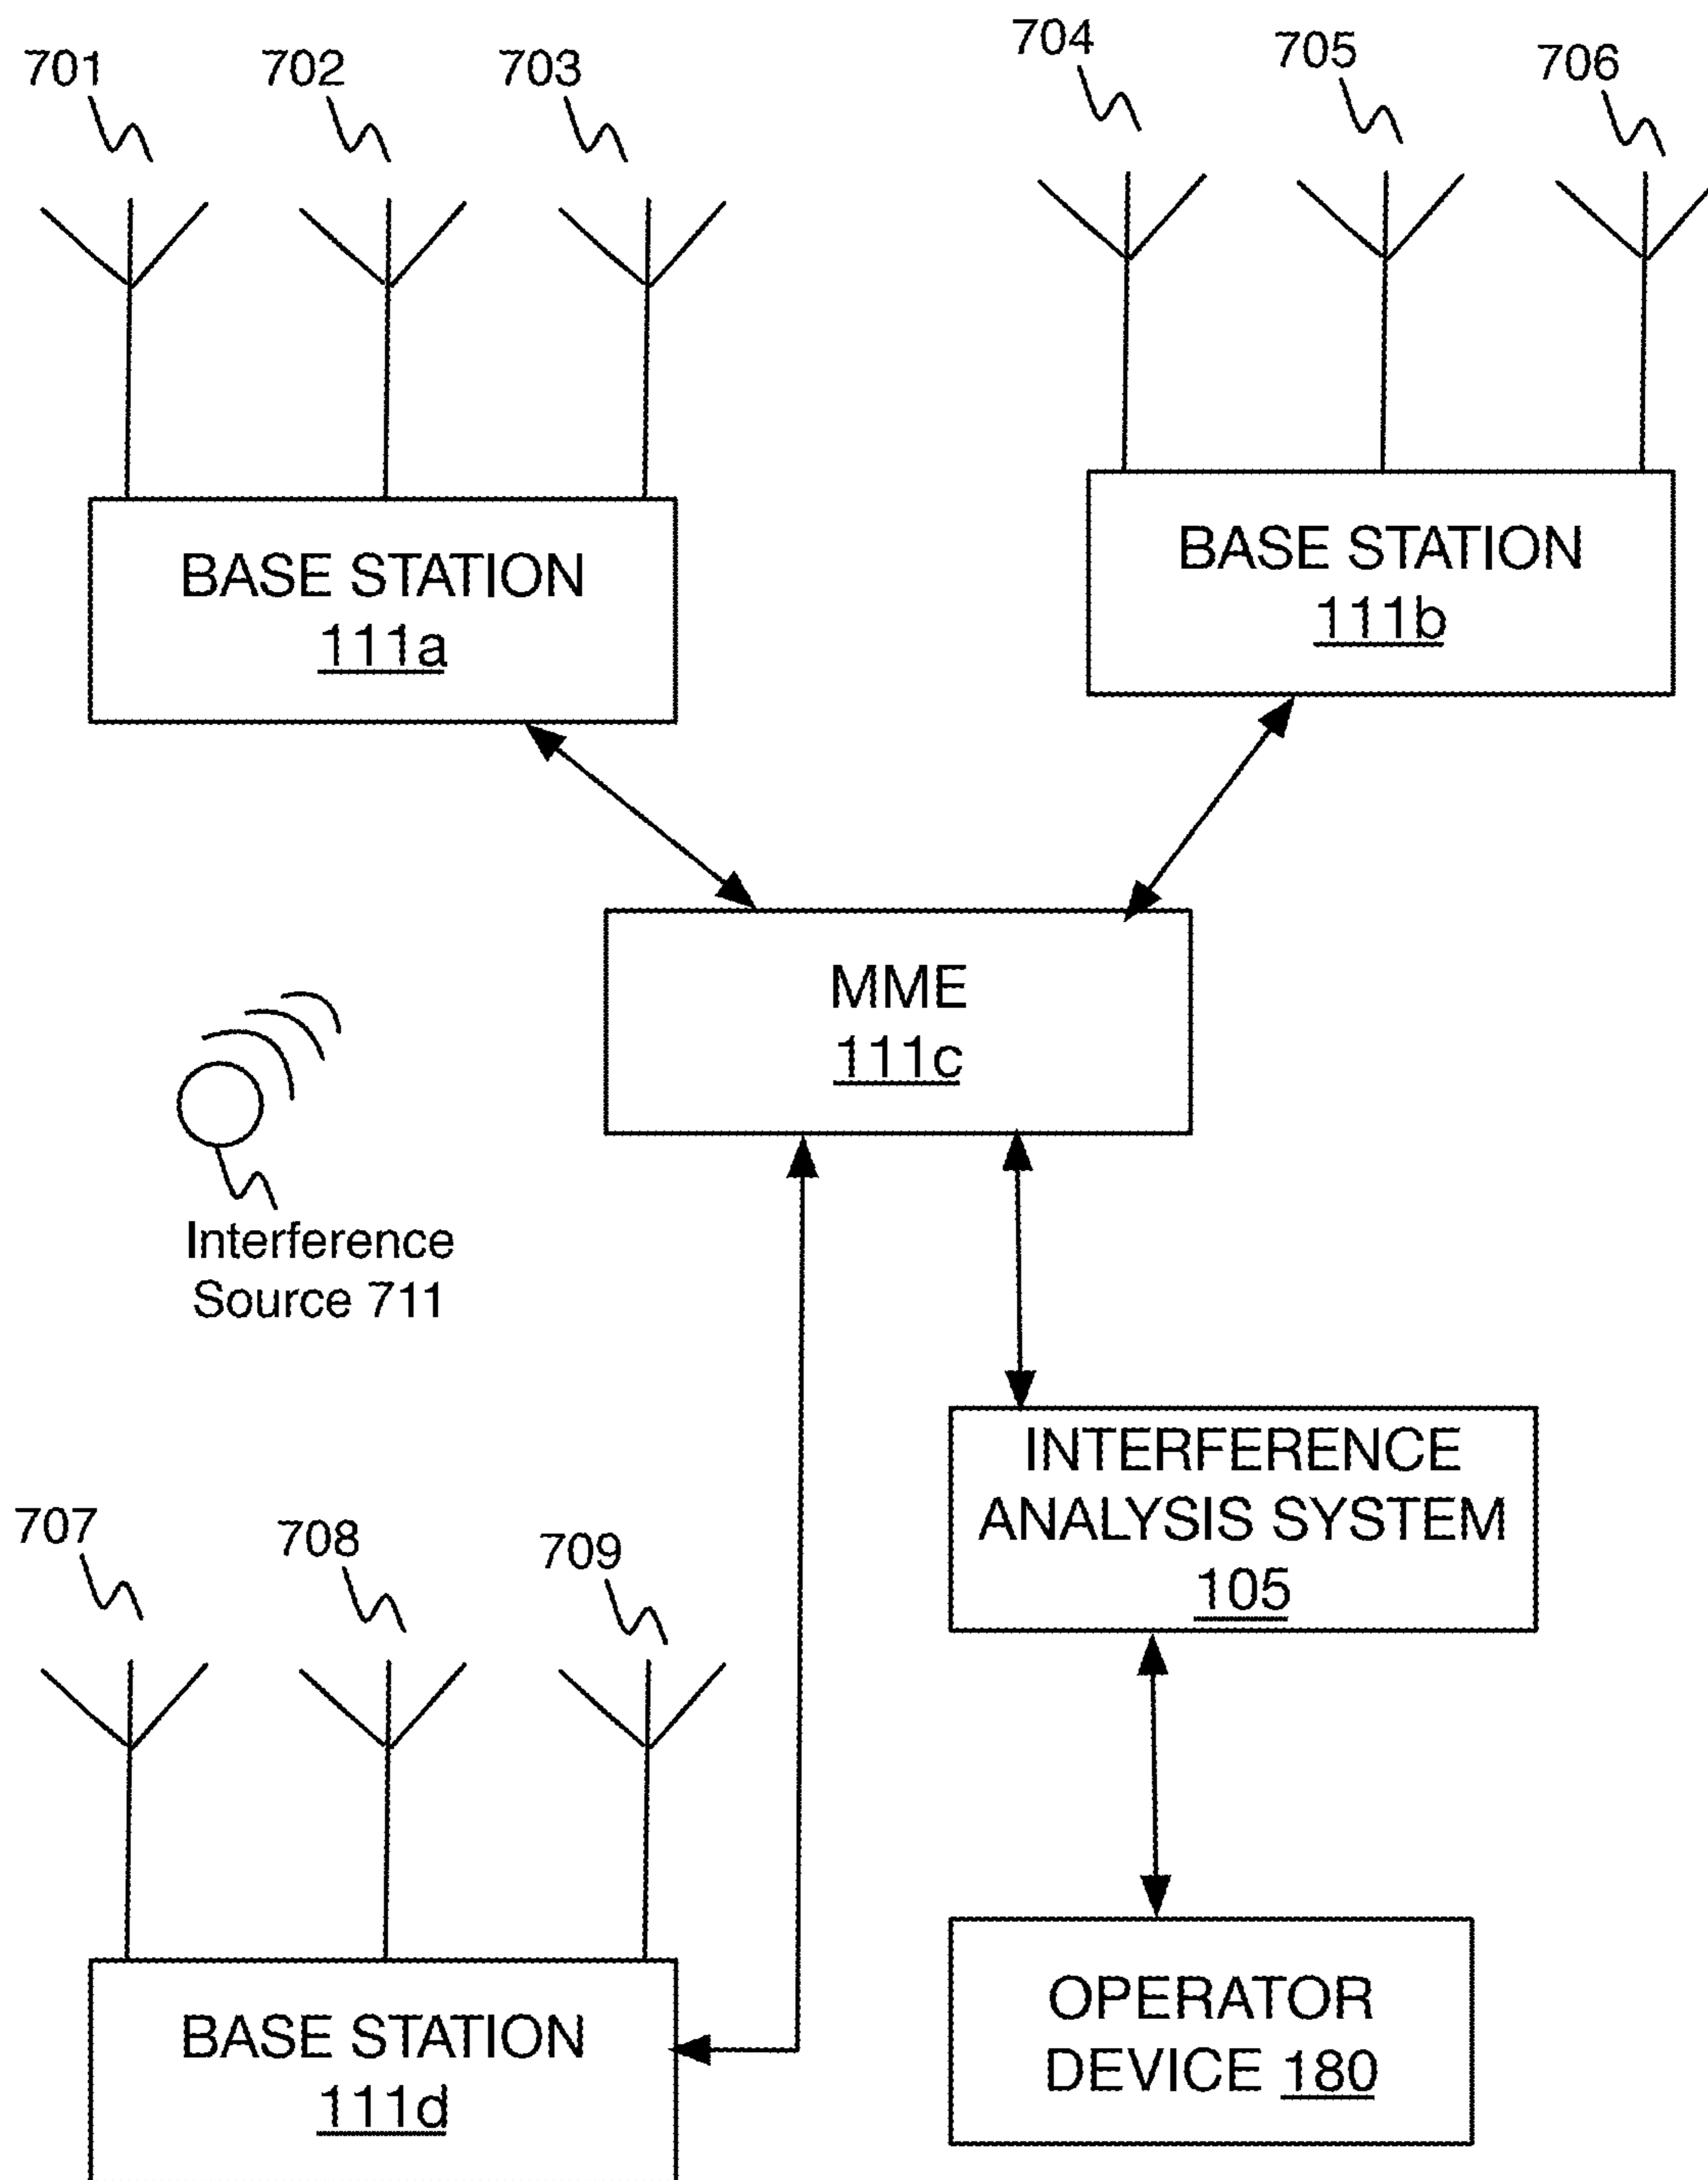 701
702
703
704
705
706
BASE STATION
111a
BASE STATION
111b
MME
111c
Interference
Source 711
INTERFERENCE
ANALYSIS SYSTEM
105
707
708
709
BASE STATION
111d
OPERATOR
DEVICE 180